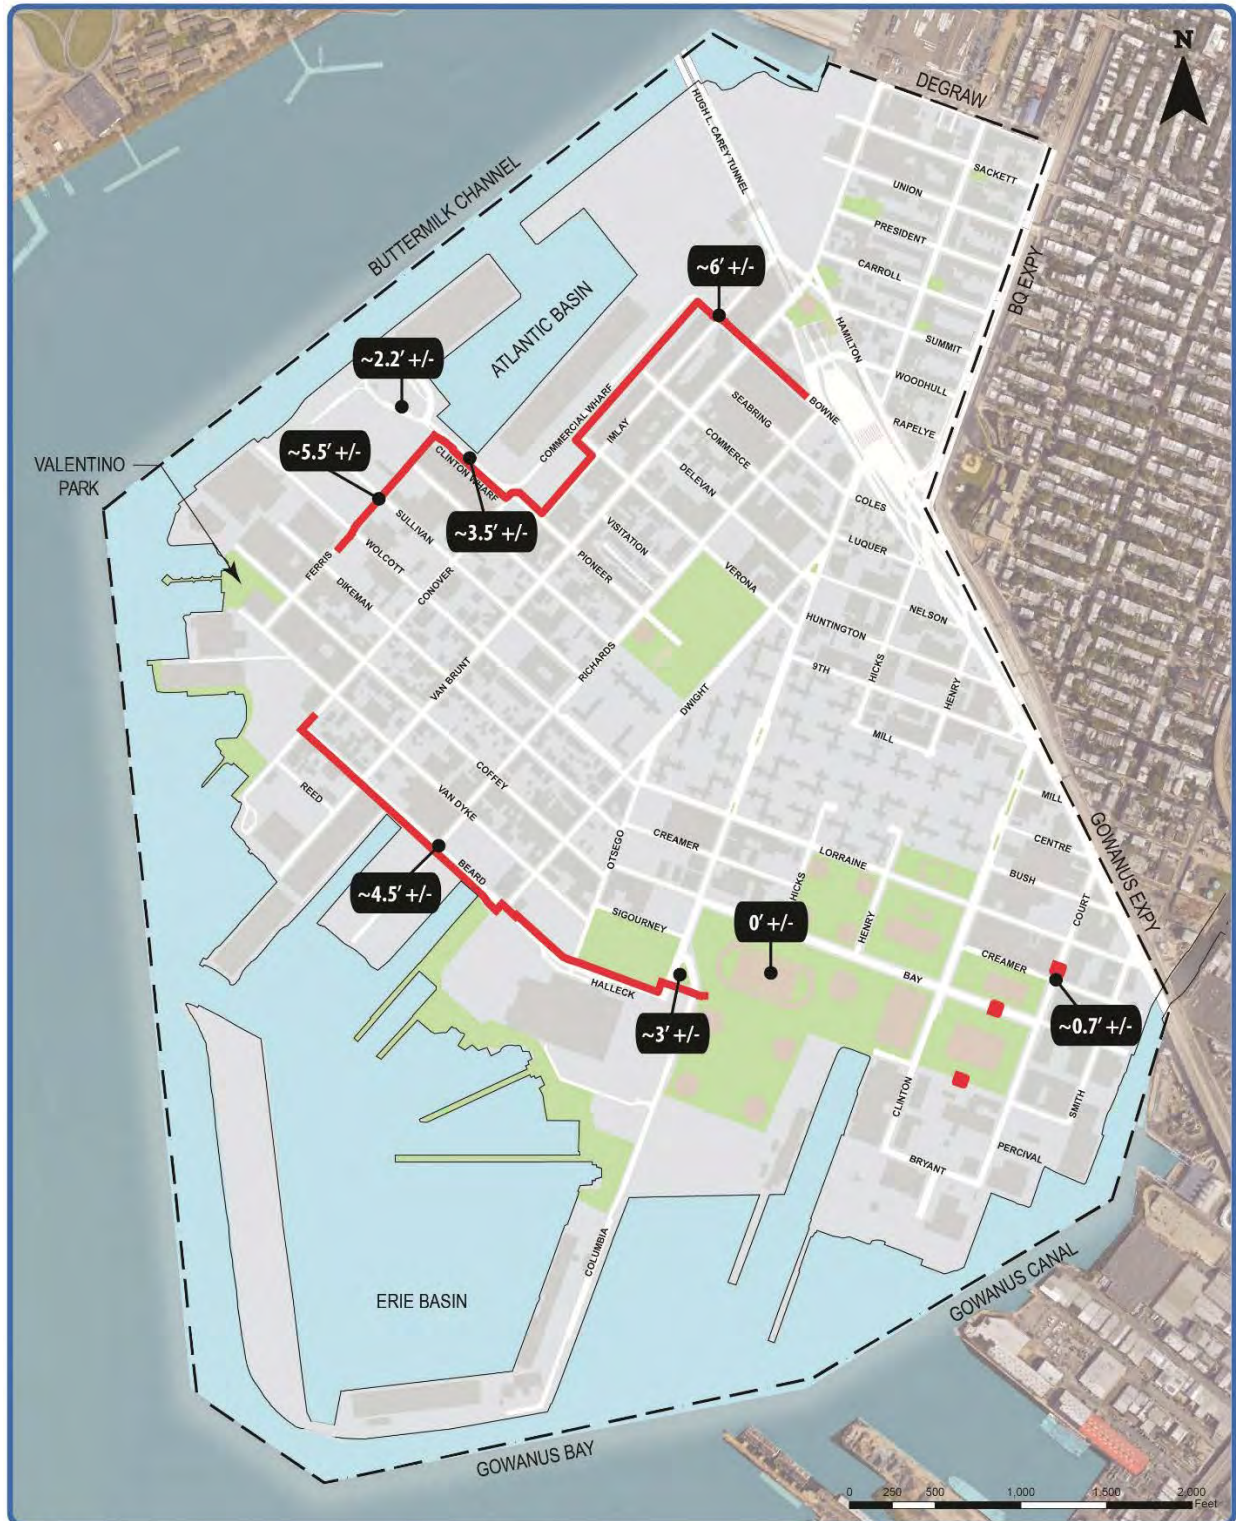 N
DEGRAW
HUGH L. CAREY TUNNEL
SACKETT
UNION
BUTTERMILK CHANNEL
PRESIDENT
CARROLL
BQ EXPY
~6' +/-
ATLANTIC BASIN
HAMILTON
SUMMIT
~2.2' +/-
WOODHULL
COMMERCIAL WHARF
SEABRING
BOWNE
RAPELYE
IMLAY
COMMERCE
~5.5' +/-
CLINTON WHARF
VALENTINO
PARK
DELEVAN
COLES
SULLIVAN
~3.5' +/-
VISITATION
LUQUER
WOLCOTT
FERRIS
PIONEER
VERONA
DIKEMAN
CONOVER
NELSON
HUNTINGTON
RICHARDS
9TH
HICKS
VAN BRUNT
HENRY
DWIGHT
MILL
COFFEY
REED
VAN DYKE
MILL
OTSEGO
CREAMER
CENTRE
GOWANUS EXPY
LORRAINE
BEARD
BUSH
~4.5' +/-
HICKS
COURT
SIGOURNEY
0' +/-
HENRY
CREAMER
BAY
HALLECK
~3' +/-
~0.7' +/-
CLINTON
SMITH
PERCIVAL
BRYANT
COLUMBIA
ERIE BASIN
GOWANUS CANAL
GOWANUS BAY
0 250 500 1,000 1,500 2,000
Feet